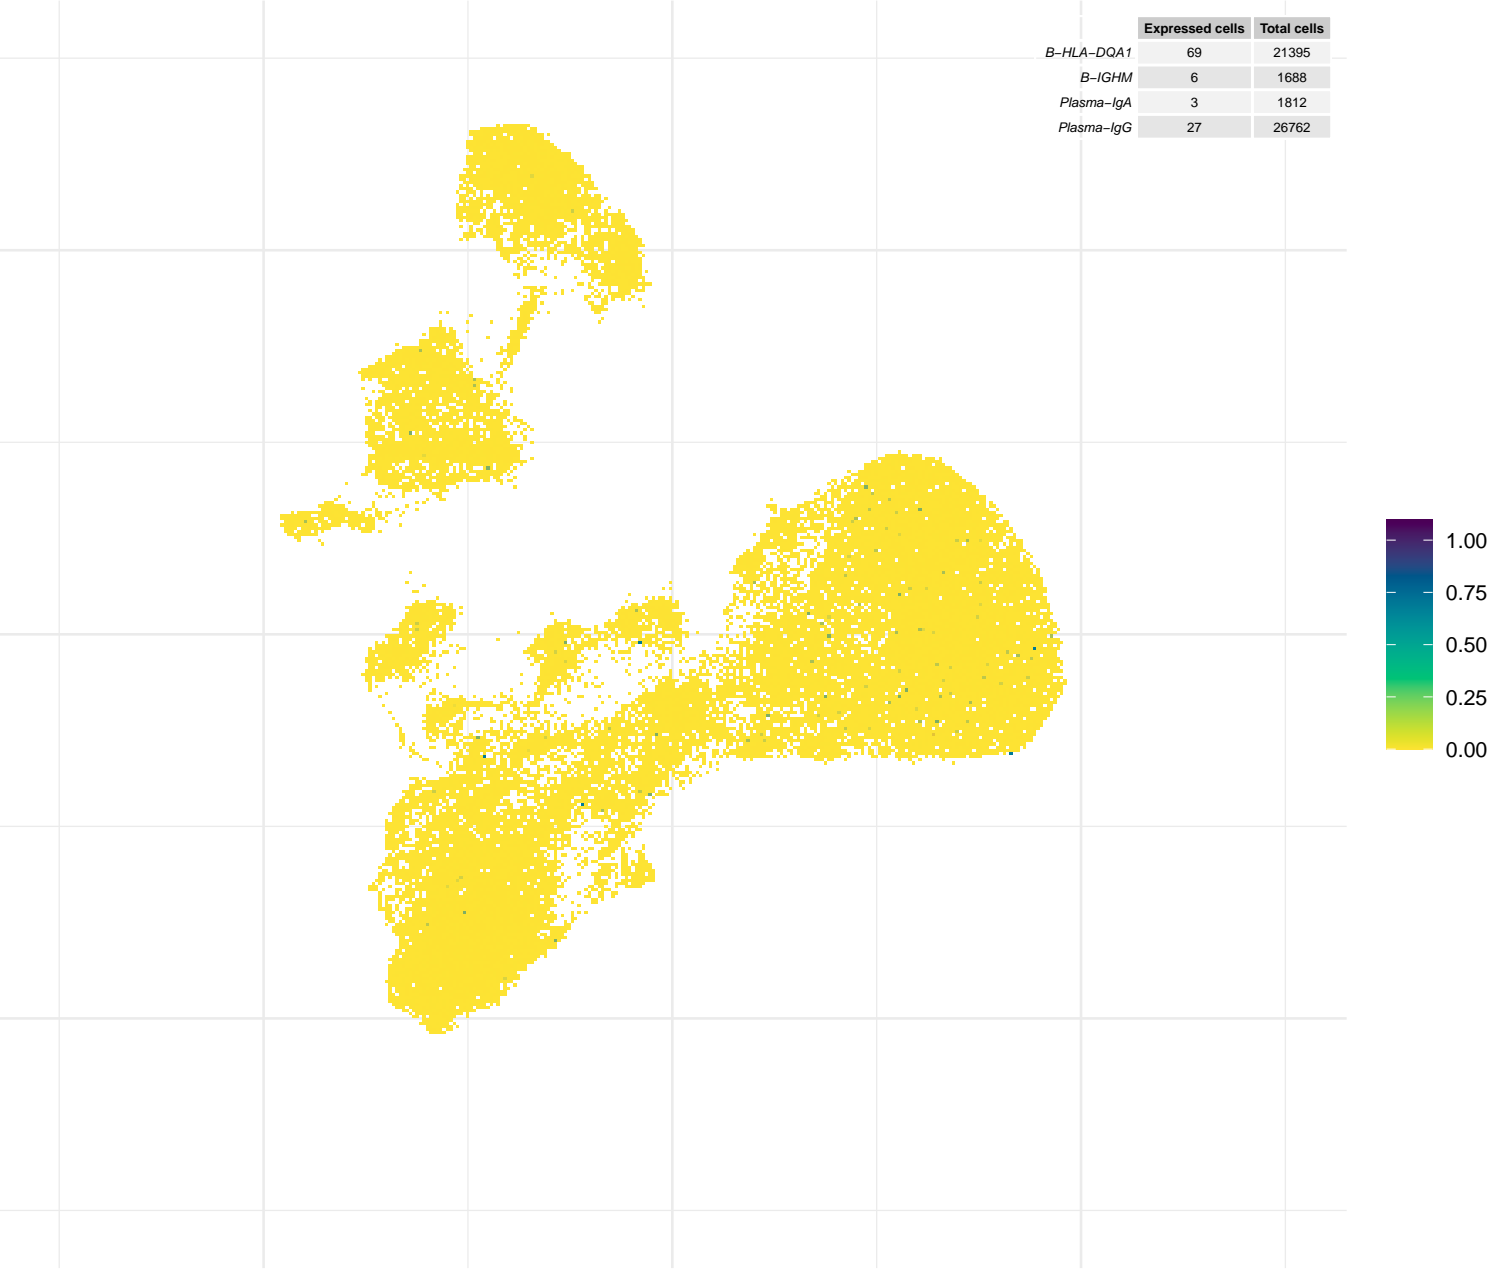 Expressed cells Total cells
B−HLA−DQA1 69 21395
B−IGHM 6 1688
Plasma−IgA 3 1812
Plasma−IgG 27 26762
1.00
0.75
0.50
0.25
0.00